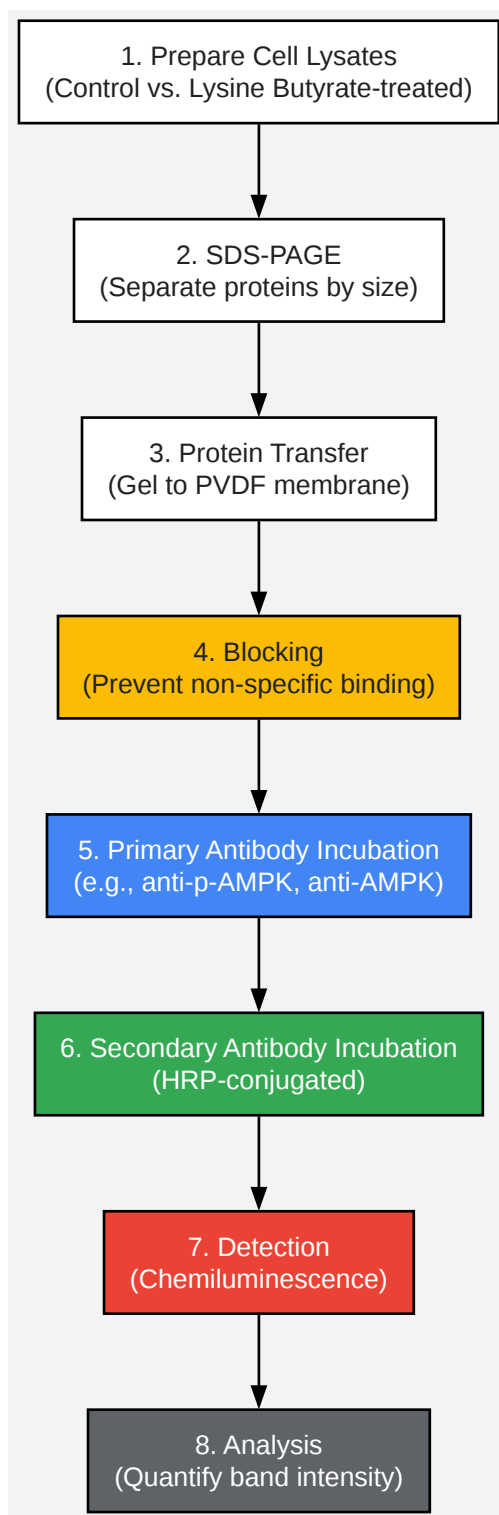 1. Prepare Cell Lysates
(Control vs. Lysine Butyrate-treated)
2. SDS-PAGE
(Separate proteins by size)
3. Protein Transfer
(Gel to PVDF membrane)
4. Blocking
(Prevent non-specific binding)
5. Primary Antibody Incubation
(e.g., anti-p-AMPK, anti-AMPK)
6. Secondary Antibody Incubation
(HRP-conjugated)
7. Detection
(Chemiluminescence)
8. Analysis
(Quantify band intensity)